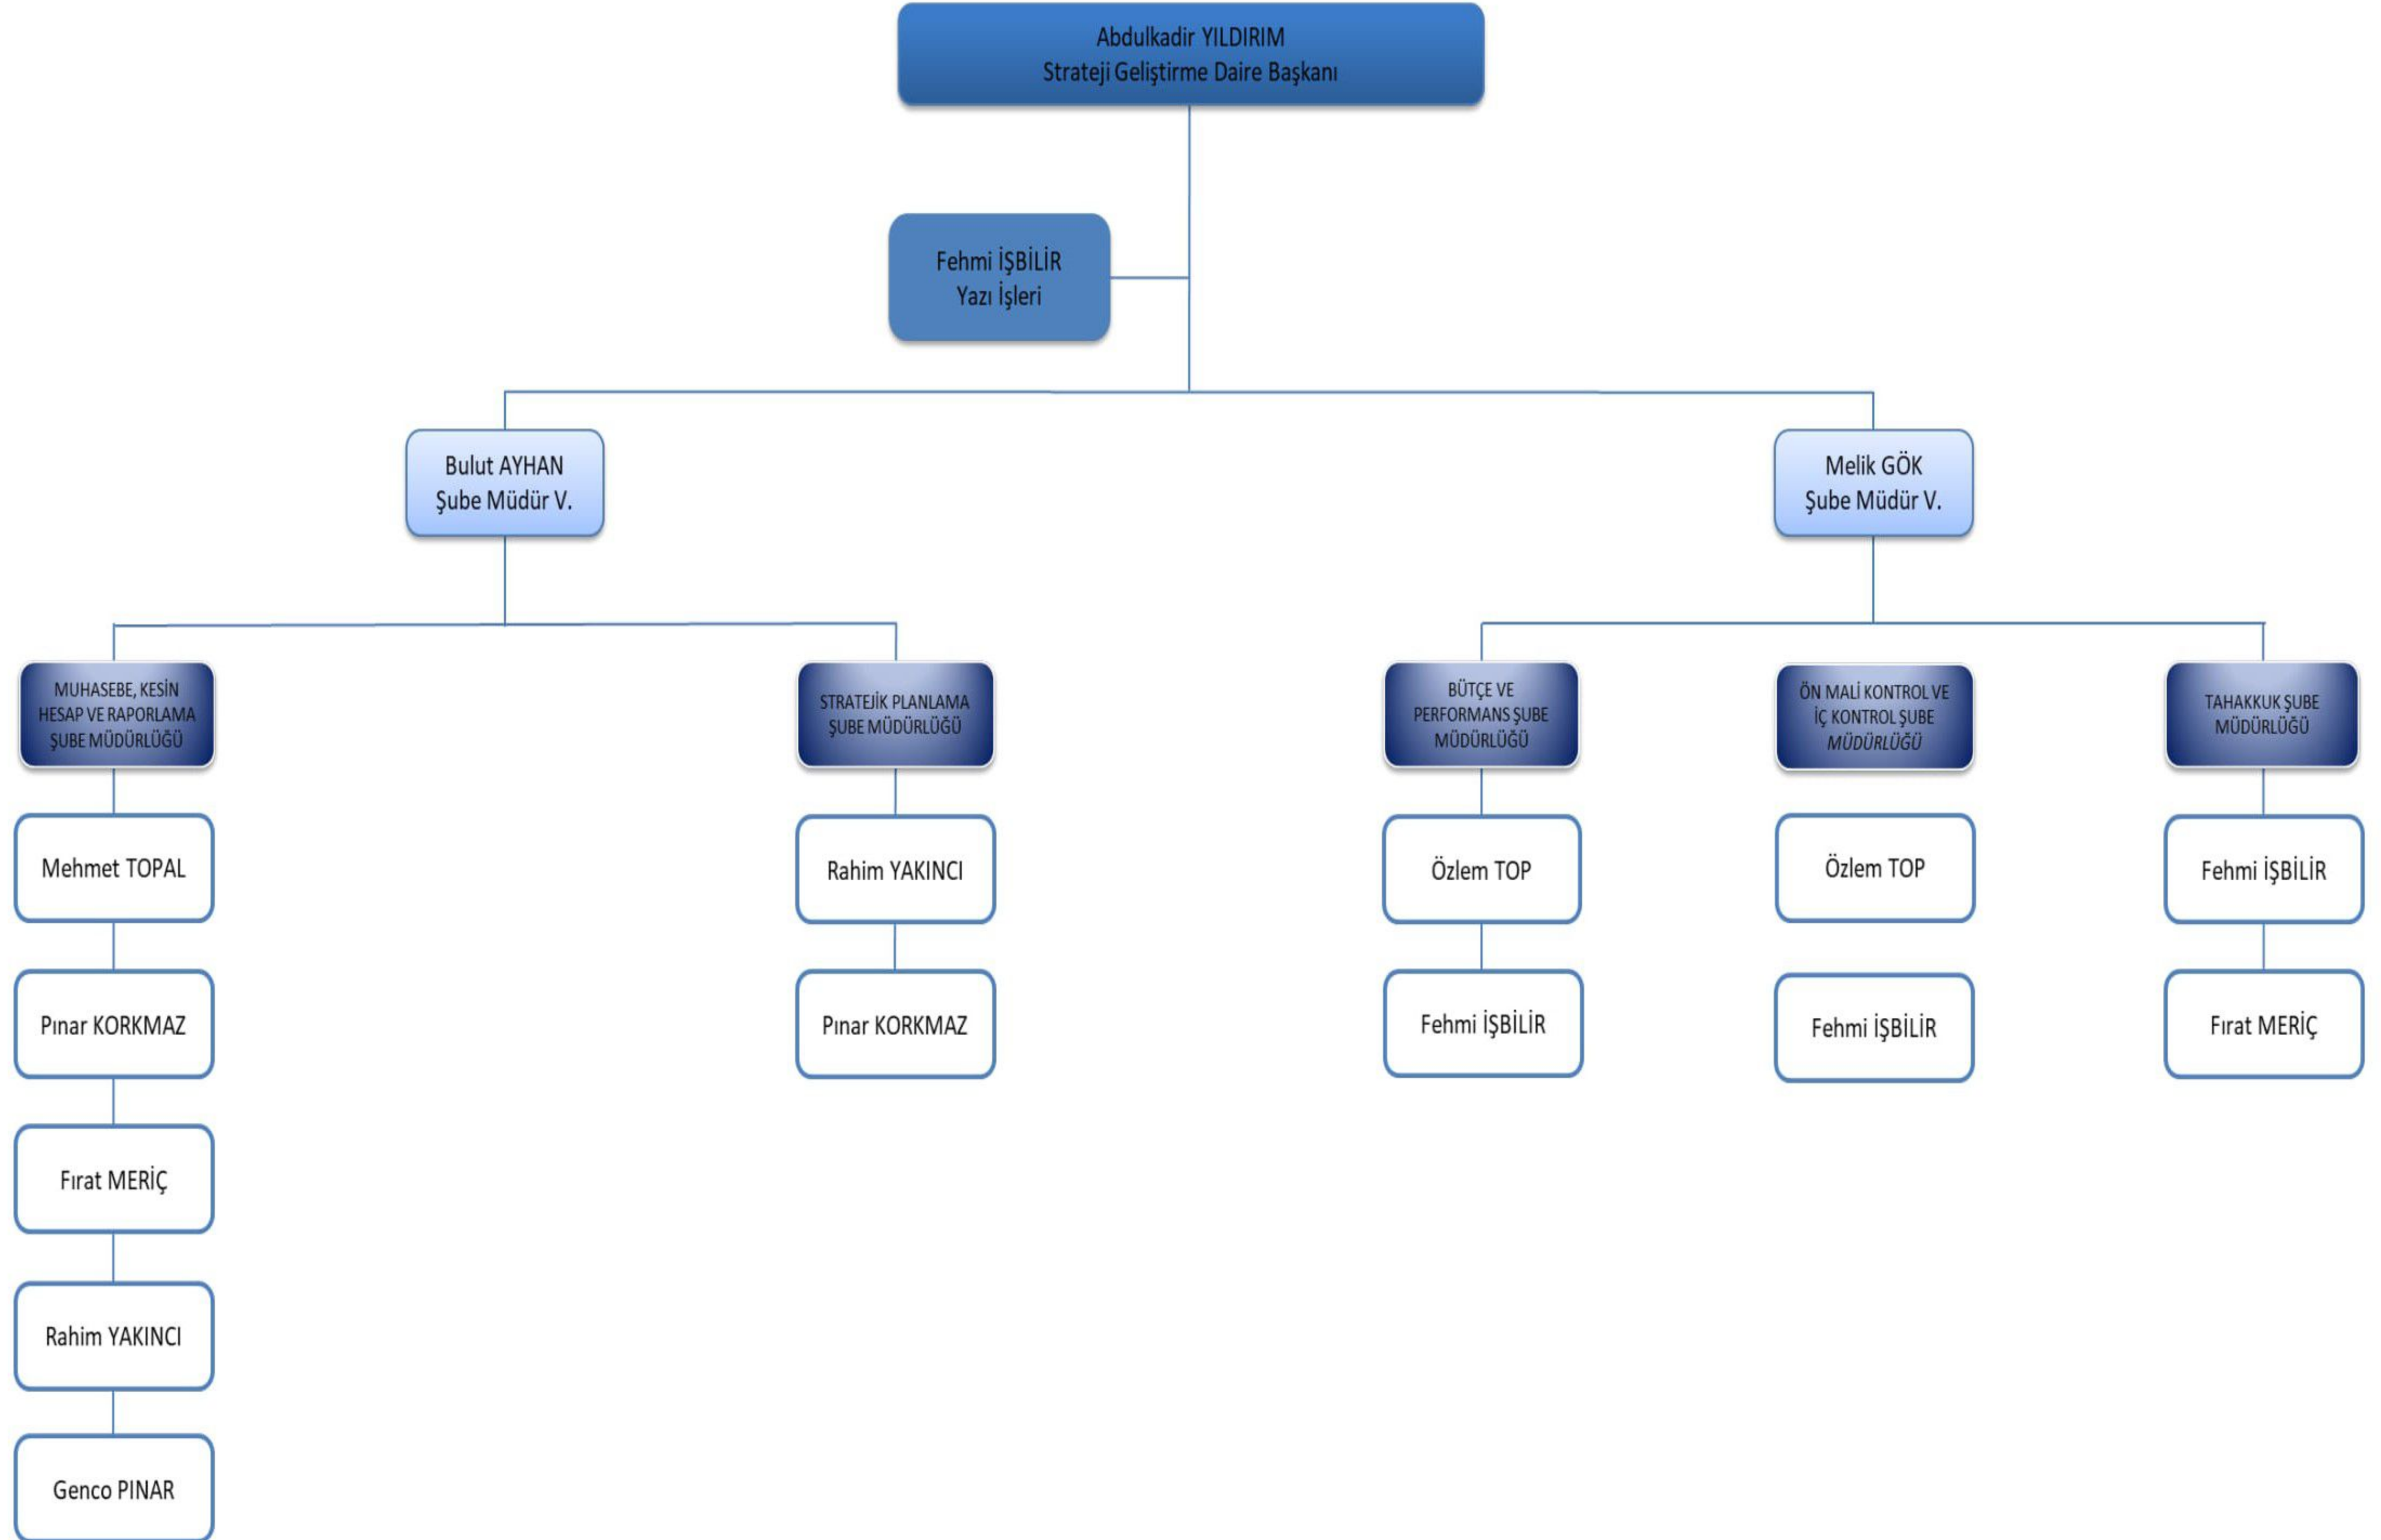 Abdulkadir YILDIRIM
Strateji Geliştirme Daire Başkanı
Fehmi İŞBİLİR
Yazı İşleri
Bulut AYHAN
Şube Müdür V.
Melik GÖK
Şube Müdür V.
MUHASEBE, KESİN
HESAP VE RAPORLAMA
ŞUBE MÜDÜRLÜĞÜ
STRATEJİK PLANLAMA
ŞUBE MÜDÜRLÜĞÜ
BÜTÇE VE
PERFORMANS ŞUBE
MÜDÜRLÜĞÜ
ÖN MALİ KONTROL VE
İÇ KONTROL ŞUBE
MÜDÜRLÜĞÜ
TAHAKKUK ŞUBE
MÜDÜRLÜĞÜ
Mehmet TOPAL
Rahim YAKINCI
Özlem TOP
Özlem TOP
Fehmi İŞBİLİR
Pınar KORKMAZ
Pınar KORKMAZ
Fehmi İŞBİLİR
Fehmi İŞBİLİR
Fırat MERİÇ
Fırat MERİÇ
Rahim YAKINCI
Genco PINAR